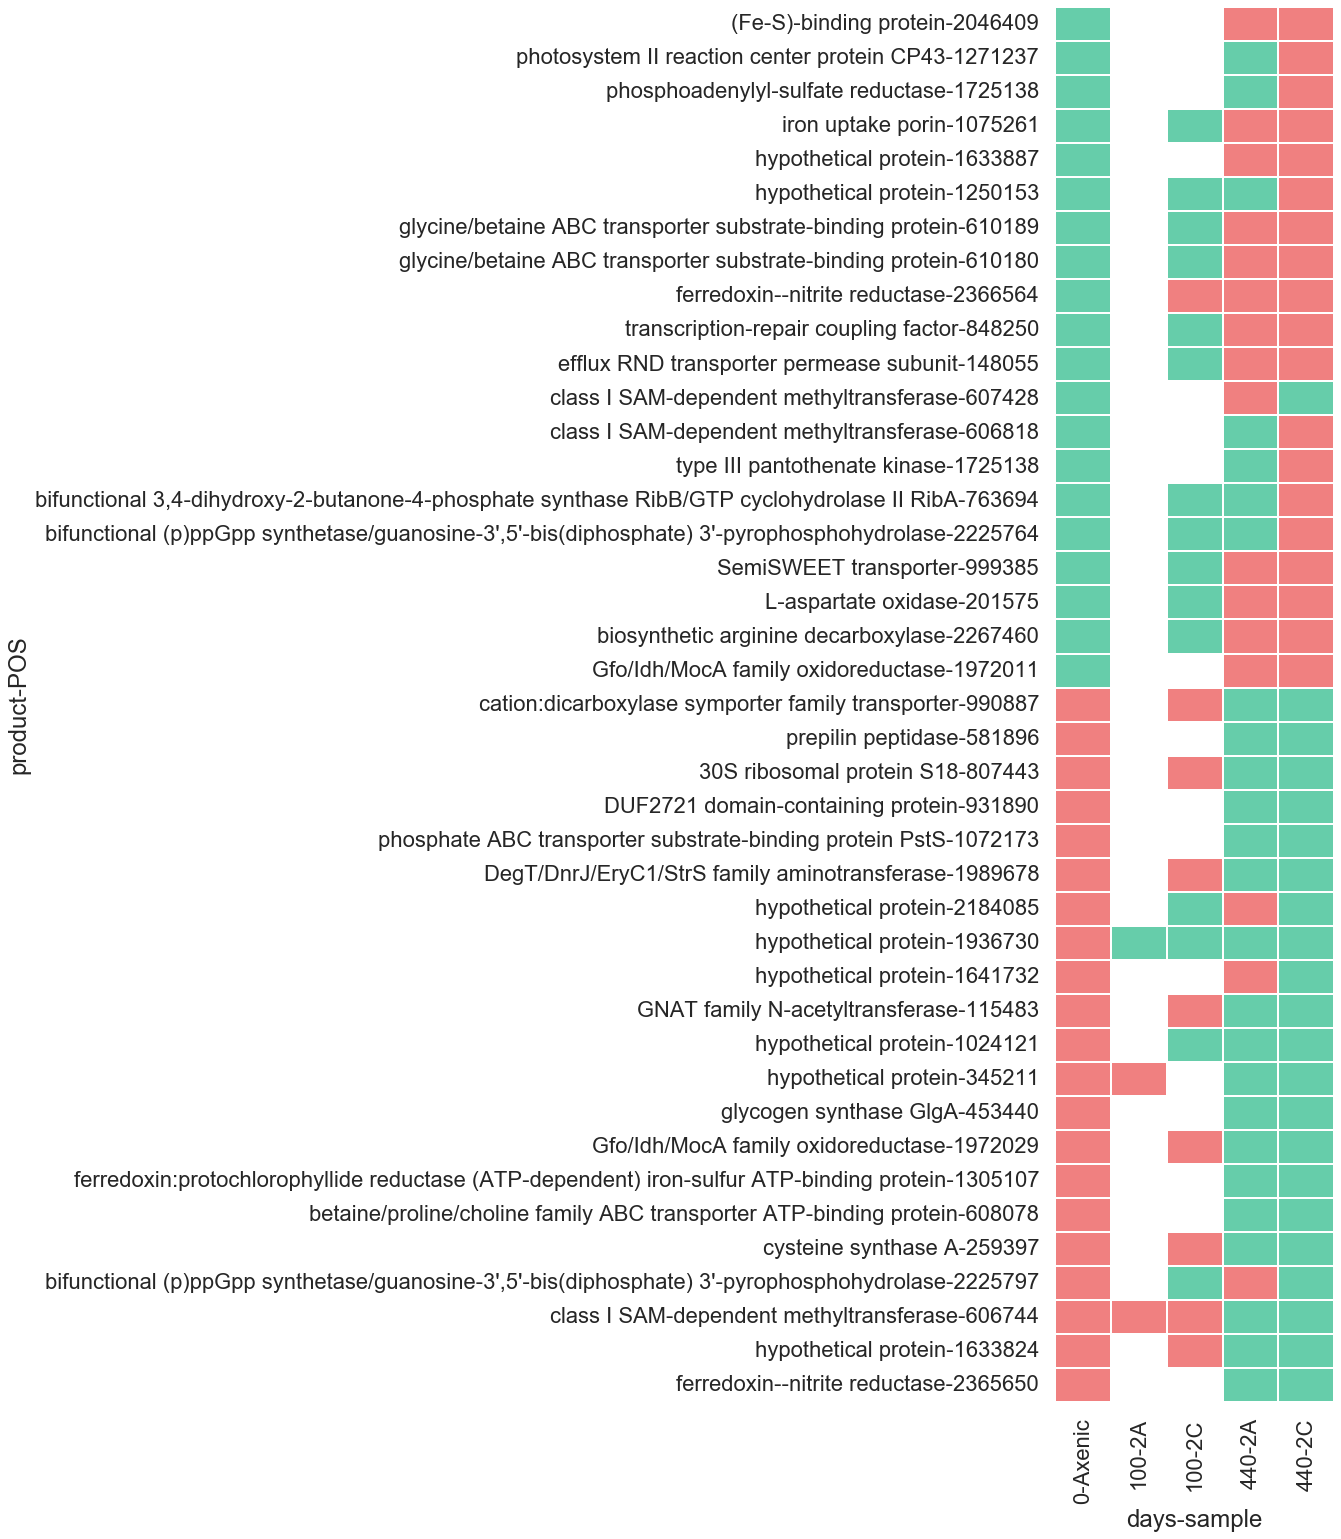 (Fe-S)-binding protein-2046409
photosystem II reaction center protein CP43-1271237
phosphoadenylyl-sulfate reductase-1725138
iron uptake porin-1075261
hypothetical protein-1633887
hypothetical protein-1250153
glycine/betaine ABC transporter substrate-binding protein-610189
glycine/betaine ABC transporter substrate-binding protein-610180
ferredoxin--nitrite reductase-2366564
transcription-repair coupling factor-848250
efflux RND transporter permease subunit-148055
class I SAM-dependent methyltransferase-607428
class I SAM-dependent methyltransferase-606818
type III pantothenate kinase-1725138
bifunctional 3,4-dihydroxy-2-butanone-4-phosphate synthase RibB/GTP cyclohydrolase II RibA-763694
bifunctional (p)ppGpp synthetase/guanosine-3',5'-bis(diphosphate) 3'-pyrophosphohydrolase-2225764
SemiSWEET transporter-999385
L-aspartate oxidase-201575
biosynthetic arginine decarboxylase-2267460
Gfo/Idh/MocA family oxidoreductase-1972011
cation:dicarboxylase symporter family transporter-990887
prepilin peptidase-581896
30S ribosomal protein S18-807443
DUF2721 domain-containing protein-931890
phosphate ABC transporter substrate-binding protein PstS-1072173
DegT/DnrJ/EryC1/StrS family aminotransferase-1989678
hypothetical protein-2184085
hypothetical protein-1936730
hypothetical protein-1641732
GNAT family N-acetyltransferase-115483
hypothetical protein-1024121
hypothetical protein-345211
glycogen synthase GlgA-453440
Gfo/Idh/MocA family oxidoreductase-1972029
ferredoxin:protochlorophyllide reductase (ATP-dependent) iron-sulfur ATP-binding protein-1305107
betaine/proline/choline family ABC transporter ATP-binding protein-608078
cysteine synthase A-259397
bifunctional (p)ppGpp synthetase/guanosine-3',5'-bis(diphosphate) 3'-pyrophosphohydrolase-2225797
class I SAM-dependent methyltransferase-606744
hypothetical protein-1633824
ferredoxin--nitrite reductase-2365650
product-POS
0-Axenic
100-2A
100-2C
440-2A
440-2C
days-sample